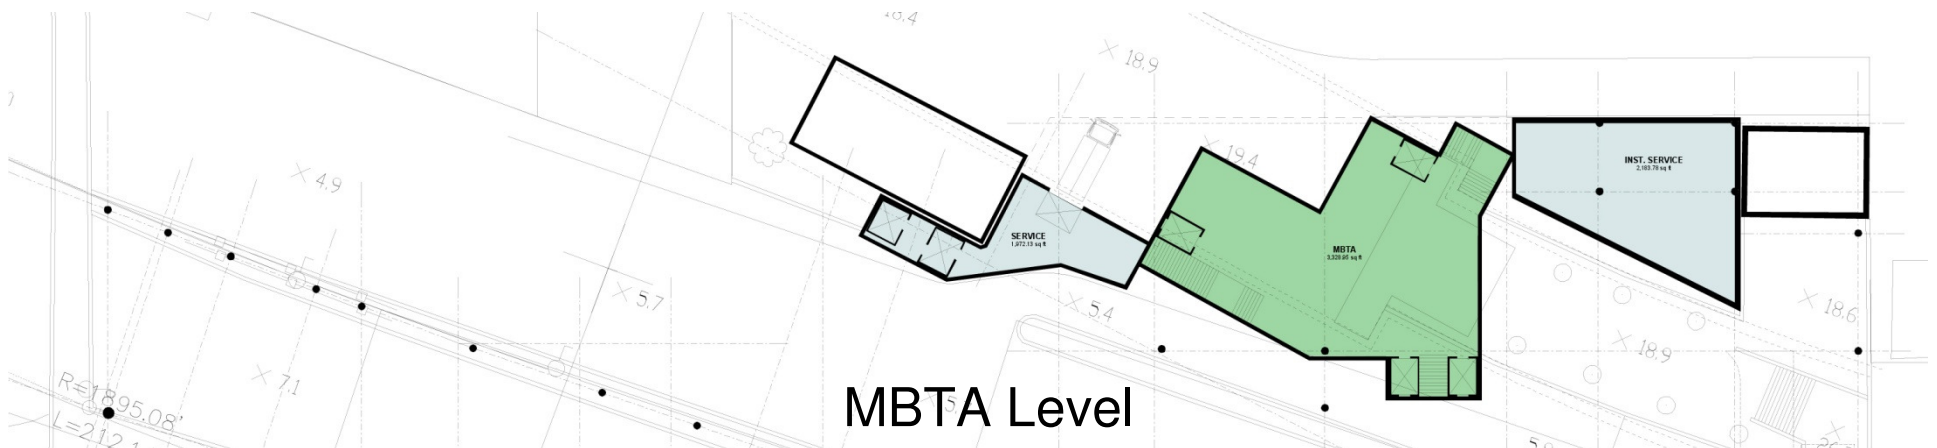 18.4
18.9
19.4
4.9
INST. SERVICE
2,183.78 sq ft
SERVICE
1,972.13 sq ft
MBTA
3,328.95 sq ft
5.7
5.4
18.6
18.9
7.1
R=1895.08'
MBTA Level